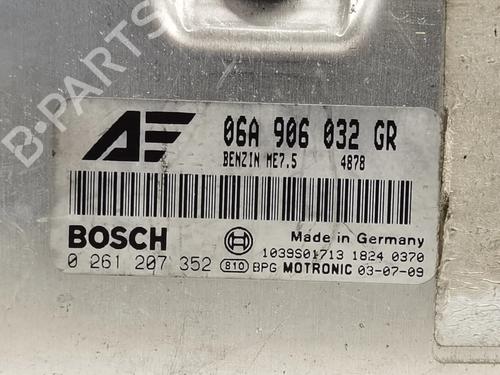 B-PARTS
AE
06A 906 032 GR
BENZIN ME7.5 4878
BOSCH
Made in Germany
1039S01713 1824 0370
0 261 207 352 810 BPG MOTRONIC 03-07-09